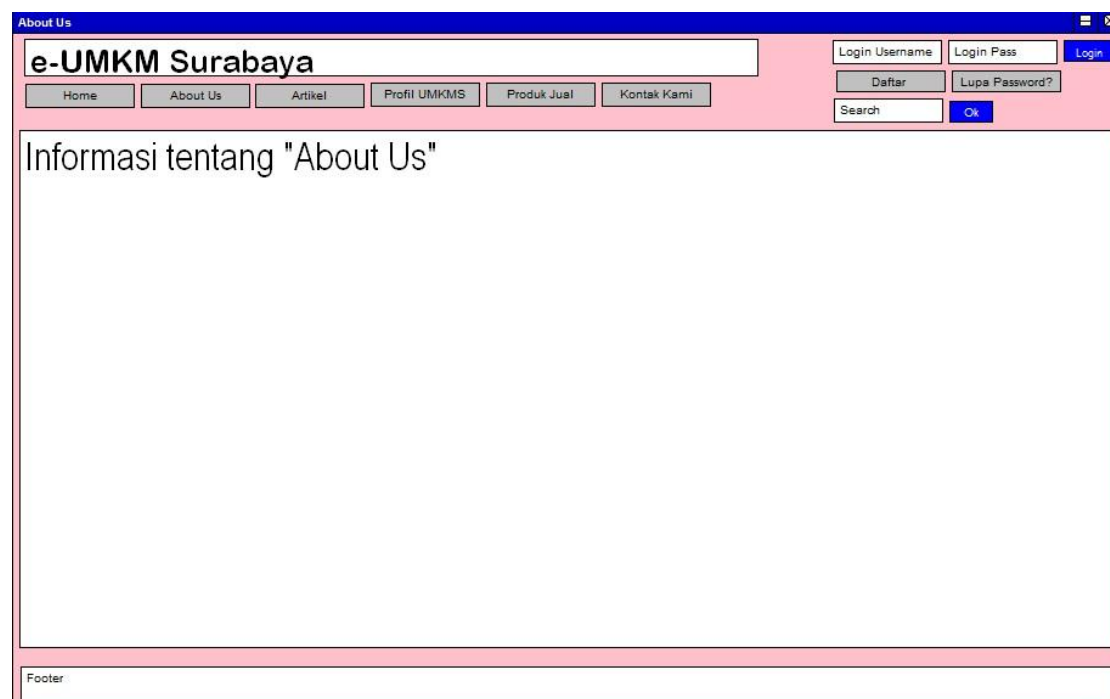 About Us
e-UMKM Surabaya
Login Username Login Pass Login
Daftar Lupa Password?
Home About Us Artikel Profil UMKMS Produk Jual Kontak Kami
Search Ok
Informasi tentang "About Us"
Footer